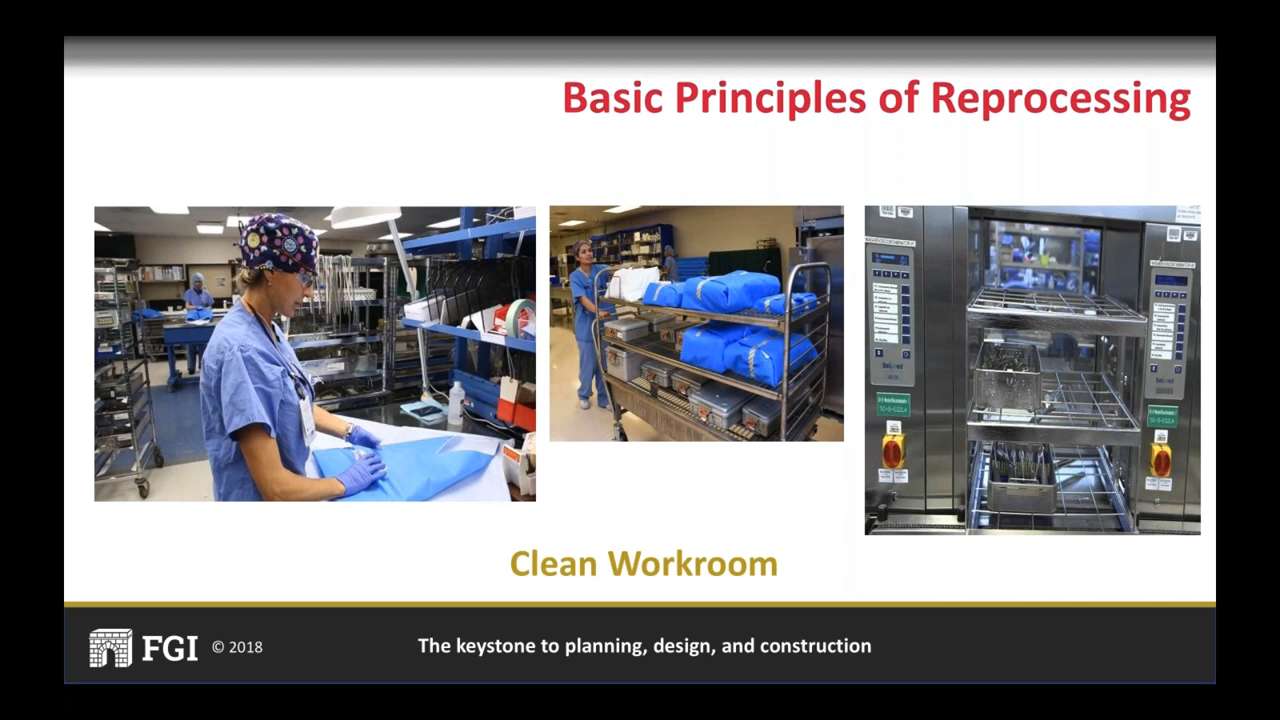 Basic Principles of Reprocessing
Clean Workroom
FGI © 2018
The keystone to planning, design, and construction